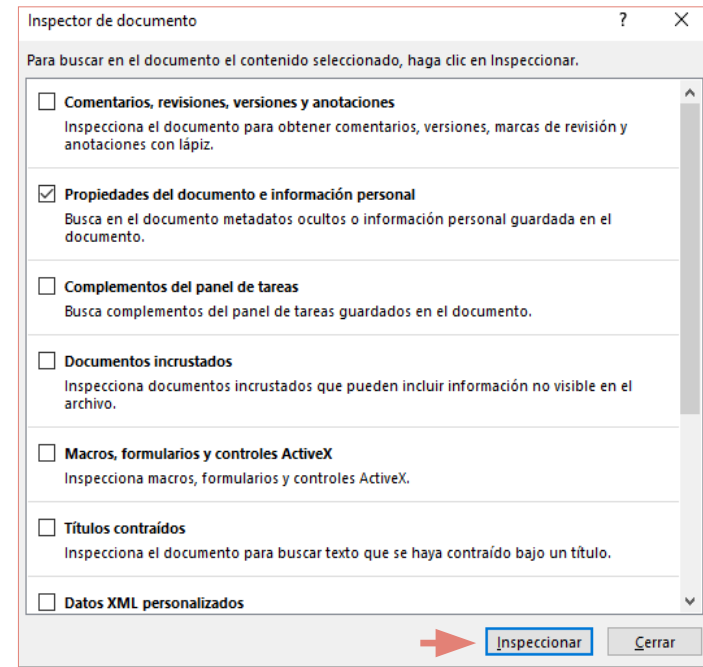 Inspector de documento
?
Para buscar en el documento el contenido seleccionado, haga clic en Inspeccionar.
Comentarios, revisiones, versiones y anotaciones
Inspecciona el documento para obtener comentarios, versiones, marcas de revisión y
anotaciones con lápiz.
Propiedades del documento e información personal
Busca en el documento metadatos ocultos o información personal guardada en el
documento.
Complementos del panel de tareas
Busca complementos del panel de tareas guardados en el documento.
Documentos incrustados
Inspecciona documentos incrustados que pueden incluir información no visible en el
archivo.
Macros, formularios y controles ActiveX
Inspecciona macros, formularios y controles ActiveX.
Títulos contraídos
Inspecciona el documento para buscar texto que se haya contraído bajo un título.
Datos XML personalizados
Inspeccionar Cerrar